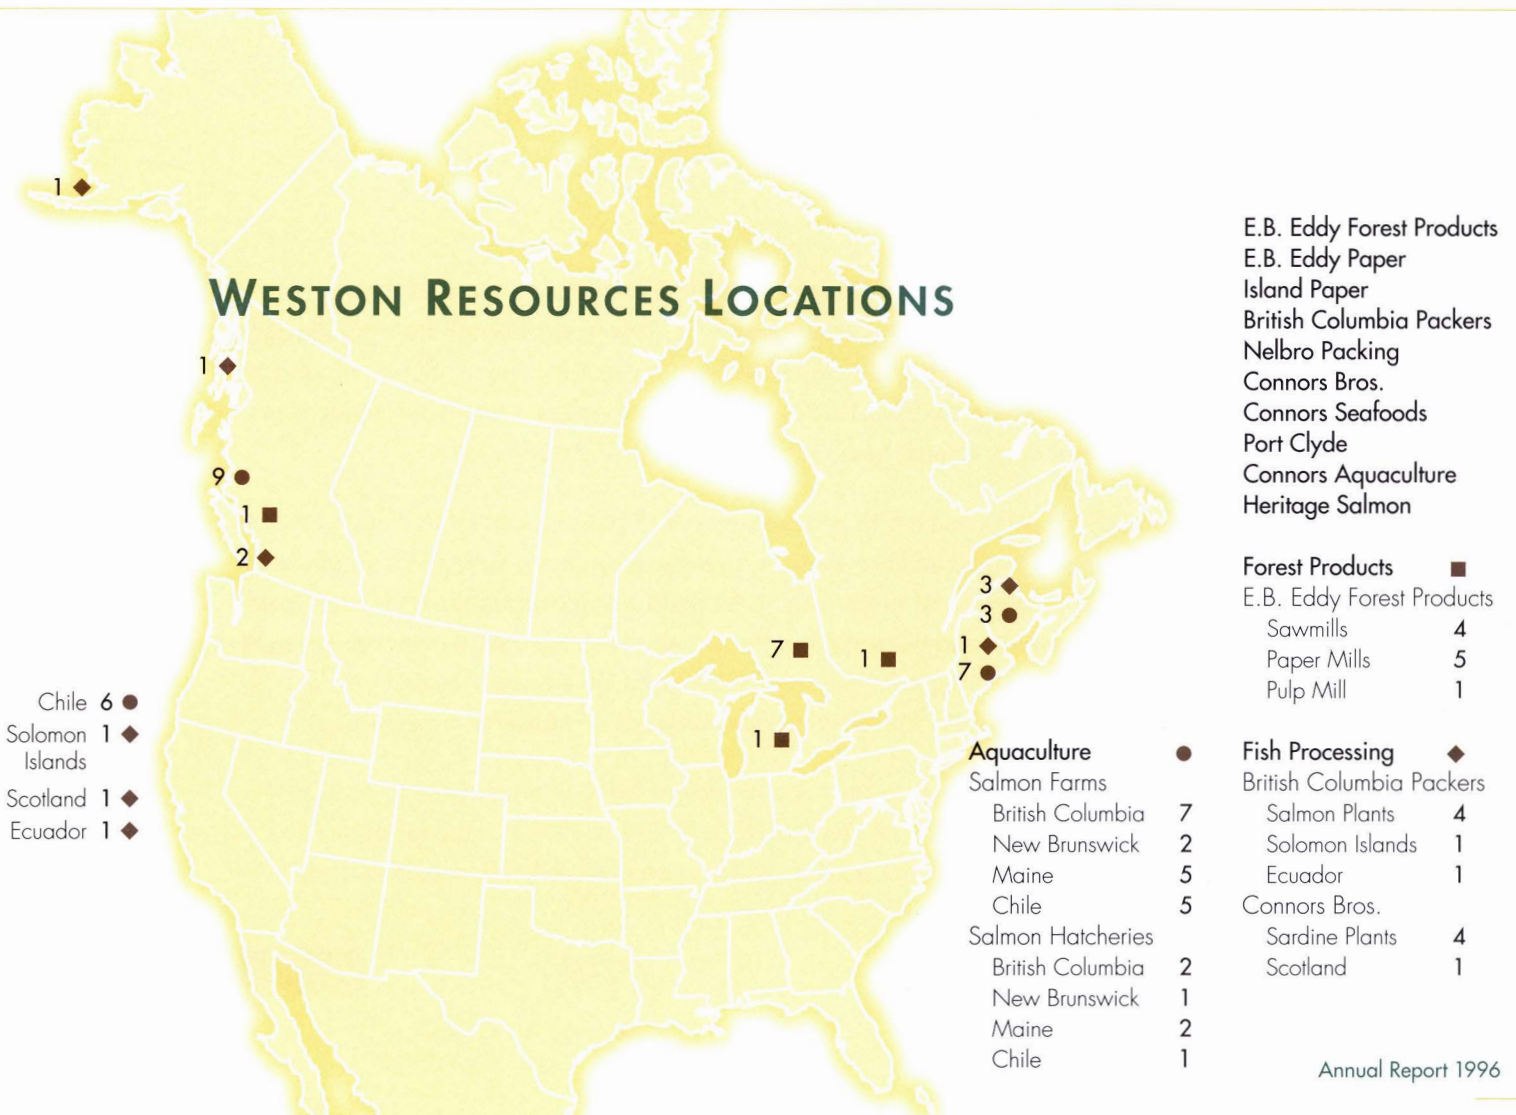 1
WESTON RESOURCES LOCATIONS
1
9
1
2
7
1
1
3
3
1
7
Chile 6
Solomon 1
Islands
Scotland 1
Ecuador 1
E.B. Eddy Forest Products
E.B. Eddy Paper
Island Paper
British Columbia Packers
Nelbro Packing
Connors Bros.
Connors Seafoods
Port Clyde
Connors Aquaculture
Heritage Salmon
Forest Products
E.B. Eddy Forest Products
Sawmills 4
Paper Mills 5
Pulp Mill 1
Aquaculture
Salmon Farms
British Columbia 7
New Brunswick 2
Maine 5
Chile 5
Salmon Hatcheries
British Columbia 2
New Brunswick 1
Maine 2
Chile 1
Fish Processing
British Columbia Packers
Salmon Plants 4
Solomon Islands 1
Ecuador 1
Connors Bros.
Sardine Plants 4
Scotland 1
Annual Report 1996